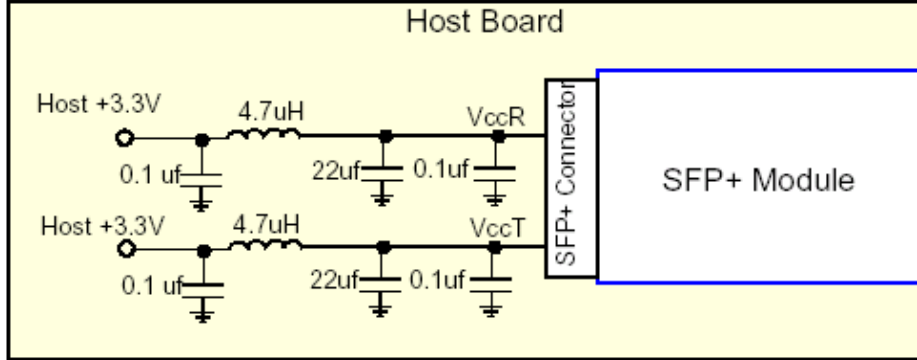 Host Board
Host +3.3V
4.7uH
VccR
0.1 uf
22uf
0.1uf
SFP+ Connector
SFP+ Module
Host +3.3V
4.7uH
VccT
0.1 uf
22uf
0.1uf